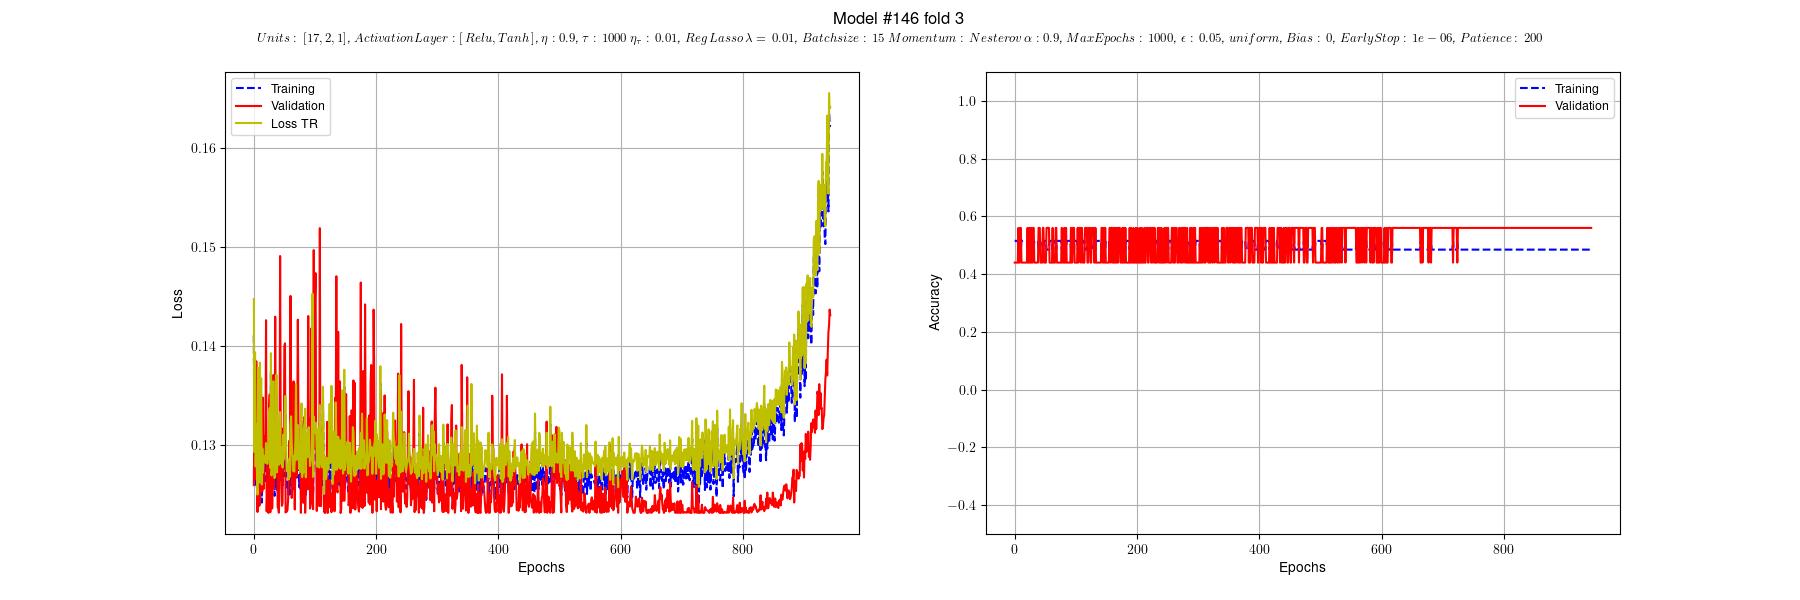 Model #146 fold 3
Units : [17, 2, 1], ActivationLayer : [ Relu, Tanh ], η : 0.9, τ : 1000 ητ : 0.01, Reg Lasso λ = 0.01, Batchsize : 15 Momentum : Nesterov α : 0.9, MaxEpochs : 1000, ϵ : 0.05, uniform, Bias : 0, EarlyStop : 1e − 06, Patience : 200
Training
Validation
Loss TR
0.16
0.15
0.14
0.13
Loss
0 200 400 600 800
Epochs
Training
Validation
1.0
0.8
0.6
0.4
0.2
0.0
−0.2
−0.4
Accuracy
0 200 400 600 800
Epochs